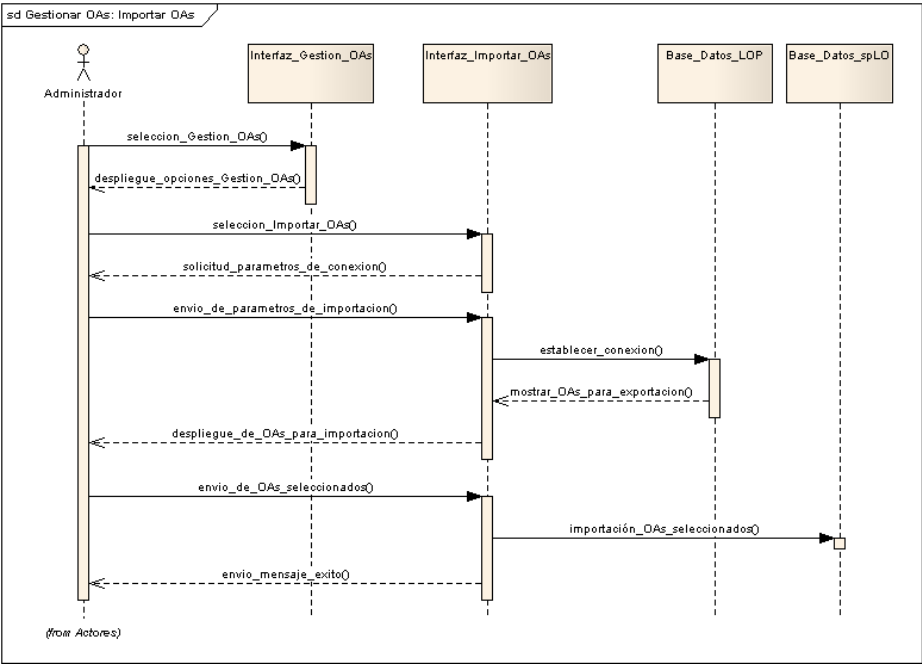 sd Gestionar OAs: Importar OAs
Administrador
Interfaz_Gestion_OAs
Interfaz_Importar_OAs
Base_Datos_LOP
Base_Datos_spLO
seleccion_Gestion_OAs()
despliegue_opciones_Gestion_OAs()
seleccion_Importar_OAs()
solicitud_parametros_de_conexion()
envio_de_parametros_de_importacion()
establecer_conexion()
mostrar_OAs_para_exportacion()
despliegue_de_OAs_para_importacion()
envio_de_OAs_seleccionados()
importación_OAs_seleccionados()
envio_mensaje_exito()
(from Actores)